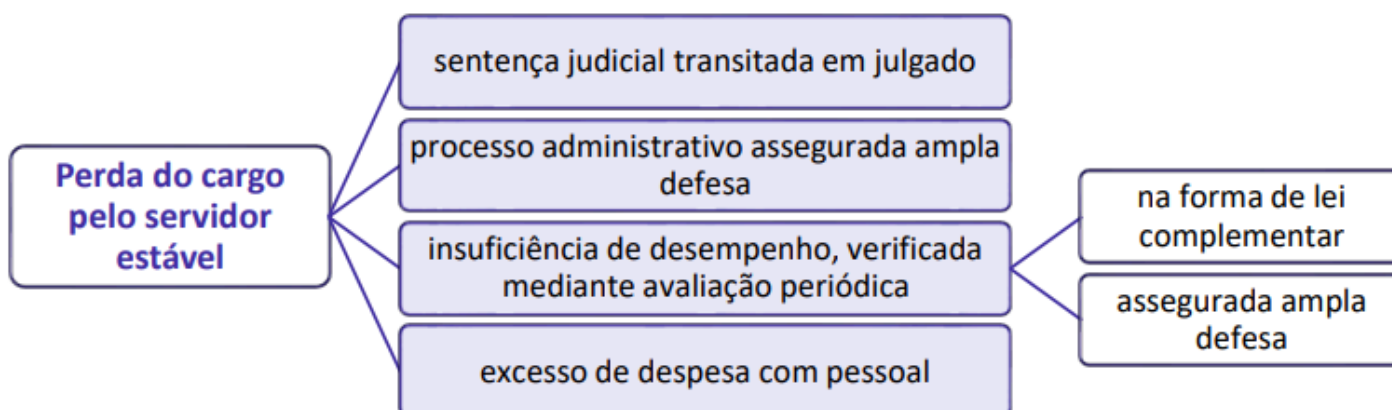 Perda do cargo
pelo servidor
estável
sentença judicial transitada em julgado
processo administrativo assegurada ampla
defesa
insuficiência de desempenho, verificada
mediante avaliação periódica
na forma de lei
complementar
assegurada ampla
defesa
excesso de despesa com pessoal